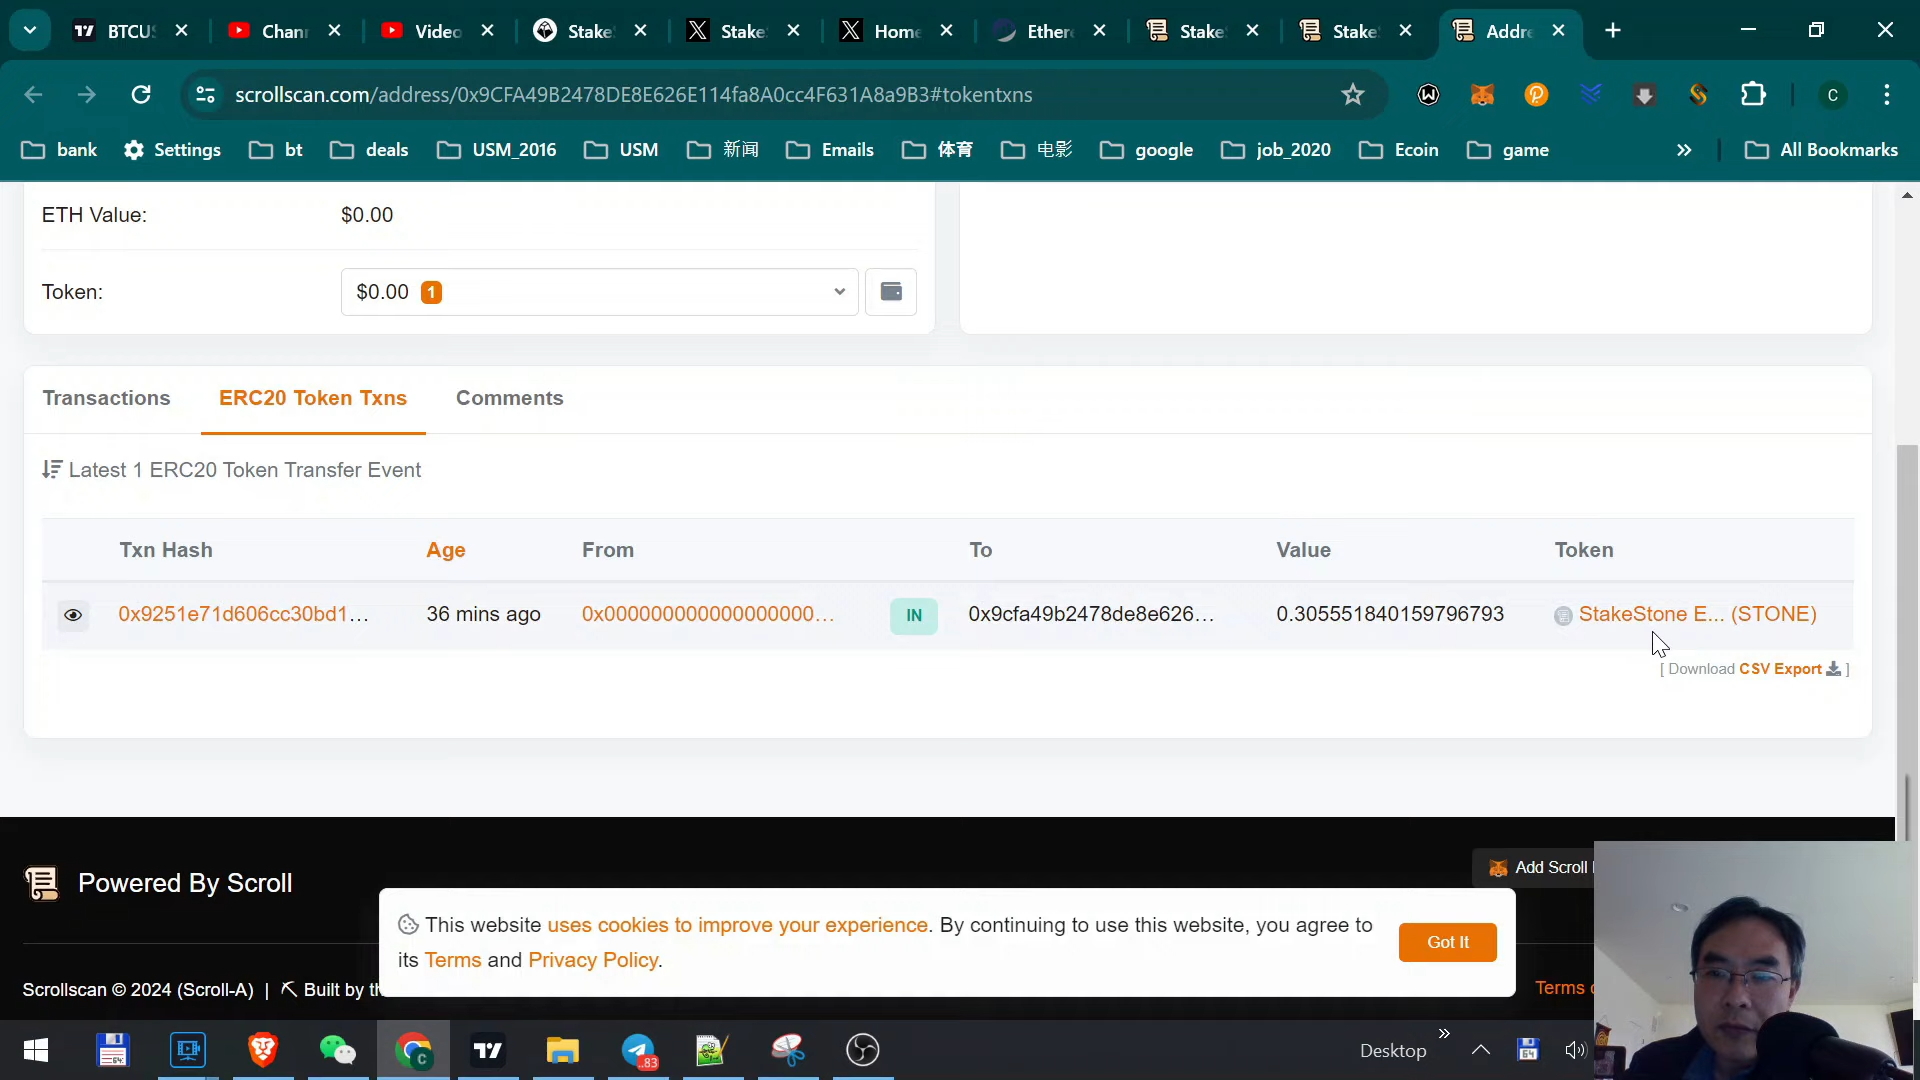 BTCUS
Chan
Video
Stake
Stake
Home
Ether
Stake
Stake
Addr
scrollscan.com/address/0x9CFA49B2478DE8E626E114fa8A0cc4F631A8a9B3#tokentxns
C
bank
Settings
bt
deals
USM_2016
USM
新闻
Emails
体育
电影
google
job_2020
Ecoin
game
All Bookmarks
ETH Value:
$0.00
Token:
$0.00 1
Transactions
ERC20 Token Txns
Comments
Latest 1 ERC20 Token Transfer Event
Txn Hash
Age
From
To
Value
Token
0x9251e71d606cc30bd1...
36 mins ago
0x000000000000000000...
IN
0x9cfa49b2478de8e626...
0.305551840159796793
StakeStone E... (STONE)
[ Download CSV Export ]
Powered By Scroll
Add Scroll
This website uses cookies to improve your experience. By continuing to use this website, you agree to
its Terms and Privacy Policy.
Got It
Scrollscan © 2024 (Scroll-A) | Built by th
Terms
64
C
..83
Desktop
64